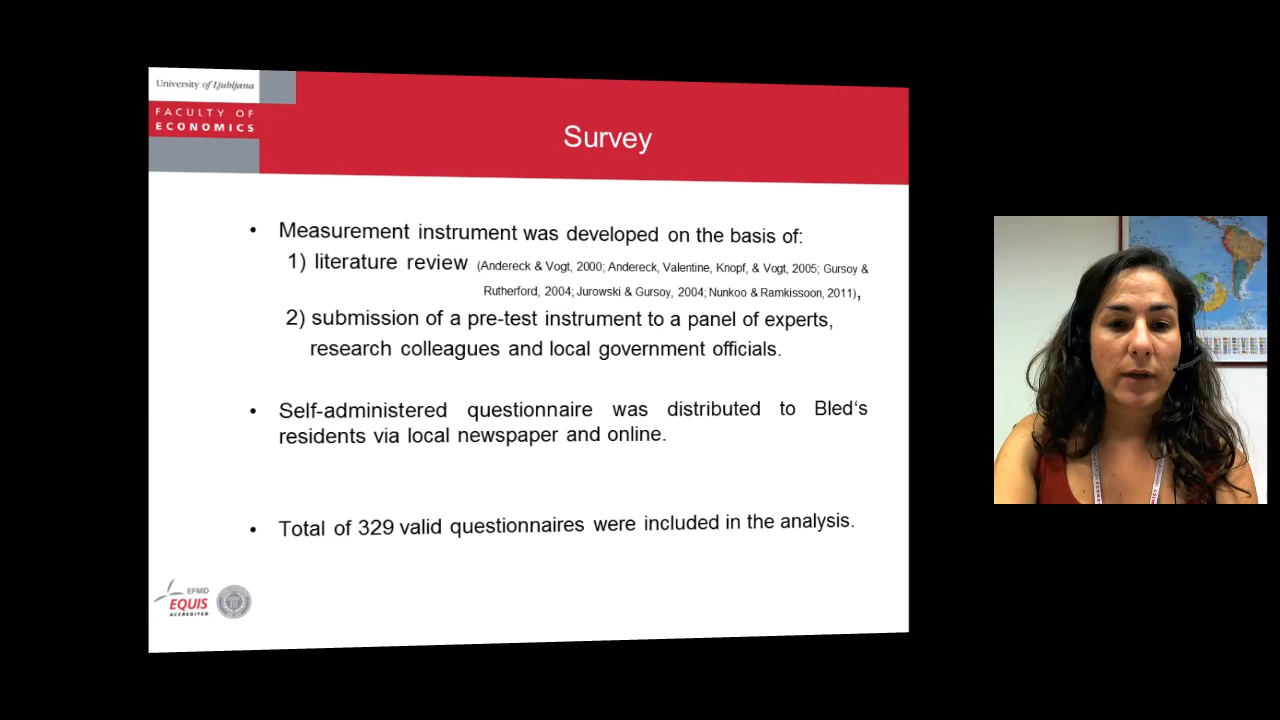 University of Ljubljana
FACULTY OF
ECONOMICS
Survey
• Measurement instrument was developed on the basis of:
1) literature review (Andereck & Vogt, 2000; Andereck, Valentine, Knopf, & Vogt, 2005; Gursoy &
Rutherford, 2004; Jurowski & Gursoy, 2004; Nunkoo & Ramkissoon, 2011),
2) submission of a pre-test instrument to a panel of experts,
research colleagues and local government officials.
• Self-administered questionnaire was distributed to Bled‘s
residents via local newspaper and online.
• Total of 329 valid questionnaires were included in the analysis.
EFMD
EQUIS
ACCREDITED